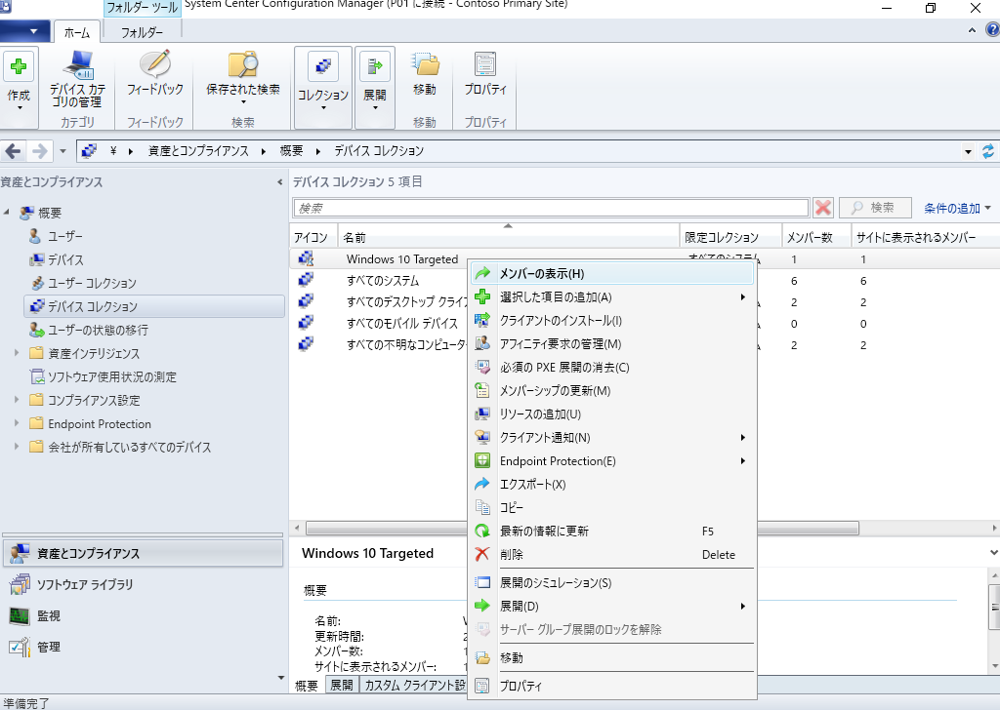 フォルダー ツール
System Center Configuration Manager (P01 に接続 - Contoso Primary Site)
ホーム
フォルダー
作成
デバイス カテゴリの管理
フィードバック
保存された検索
コレクション
展開
移動
プロパティ
カテゴリ
フィードバック
検索
移動
プロパティ
¥ 資産とコンプライアンス 概要 デバイス コレクション
資産とコンプライアンス
概要
ユーザー
デバイス
ユーザー コレクション
デバイス コレクション
ユーザーの状態の移行
資産インテリジェンス
ソフトウェア使用状況の測定
コンプライアンス設定
Endpoint Protection
会社が所有しているすべてのデバイス
資産とコンプライアンス
ソフトウェア ライブラリ
監視
管理
デバイス コレクション 5 項目
検索
検索
条件の追加
アイコン 名前 限定コレクション メンバー数 サイトに表示されるメンバー
Windows 10 Targeted すべてのシステム 1 1
すべてのシステム 6 6
すべてのデスクトップ クライ 2 2
すべてのモバイル デバイス 0 0
すべての不明なコンピュータ 2 2
メンバーの表示(H)
選択した項目の追加(A)
クライアントのインストール(I)
アフィニティ要求の管理(M)
必須の PXE 展開の消去(C)
メンバーシップの更新(M)
リソースの追加(U)
クライアント通知(N)
Endpoint Protection(E)
エクスポート(X)
コピー
最新の情報に更新 F5
削除 Delete
展開のシミュレーション(S)
展開(D)
サーバー グループ展開のロックを解除
移動
プロパティ
Windows 10 Targeted
概要
名前:
更新時間:
メンバー数:
サイトに表示されるメンバー:
概要 展開 カスタム クライアント設
準備完了